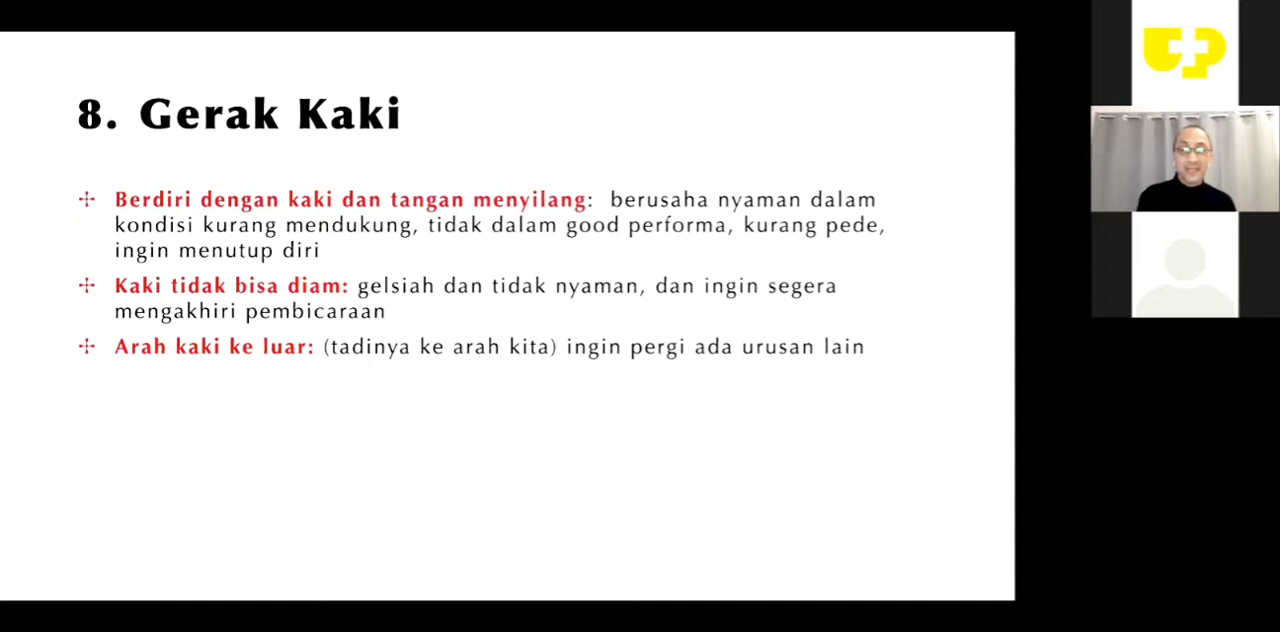 8. Gerak Kaki
Berdiri dengan kaki dan tangan menyilang: berusaha nyaman dalam
kondisi kurang mendukung, tidak dalam good performa, kurang pede,
ingin menutup diri
Kaki tidak bisa diam: gelsiah dan tidak nyaman, dan ingin segera
mengakhiri pembicaraan
Arah kaki ke luar: (tadinya ke arah kita) ingin pergi ada urusan lain